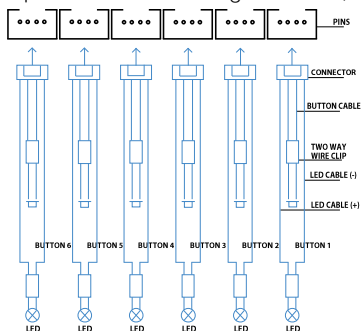 PINS
CONNECTOR
BUTTON CABLE
TWO WAY
WIRE CLIP
LED CABLE (-)
LED CABLE (+)
BUTTON 6 BUTTON 5 BUTTON 4 BUTTON 3 BUTTON 2 BUTTON 1
LED LED LED LED LED LED